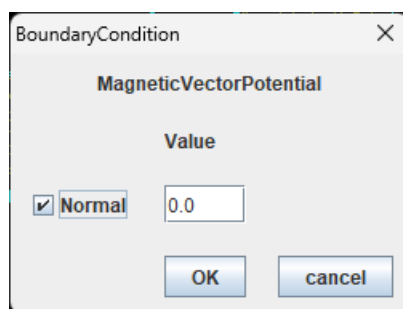 BoundaryCondition
MagneticVectorPotential
Value
Normal 0.0
OK cancel